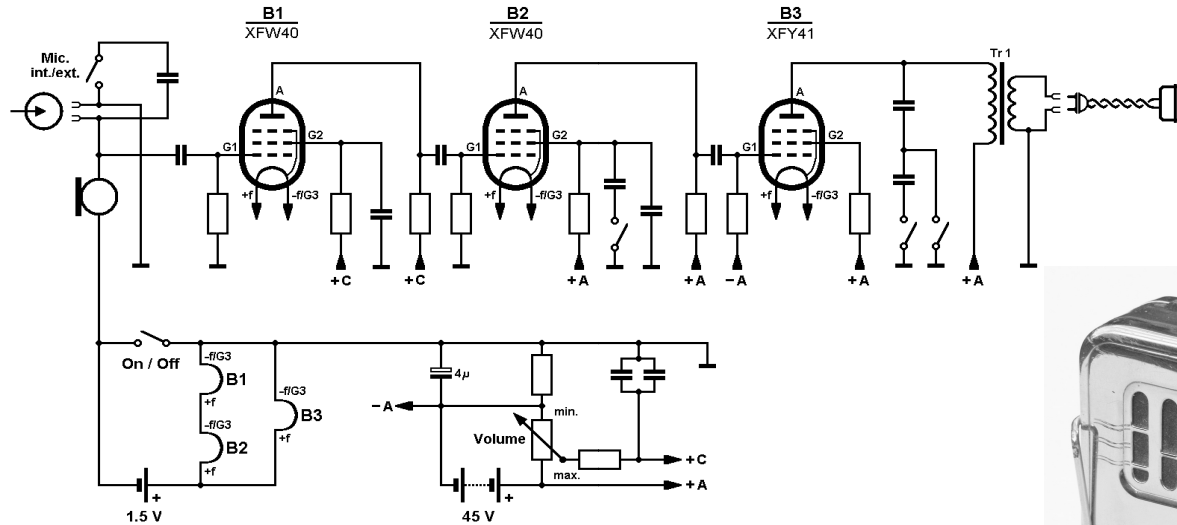 B1
XFW40
B2
XFW40
B3
XFY41
Mic.
int./ext.
Tr 1
A
A
A
G1
G2
G1
G2
G1
G2
+f
-f/G3
+f
-f/G3
+f
-f/G3
+C
+C
+A
+A
−A
+A
+A
On / Off
-f/G3
B1
+f
-f/G3
B2
+f
-f/G3
B3
+f
1.5 V
4µ
−A
min.
Volume
max.
+C
+A
+
+
45 V